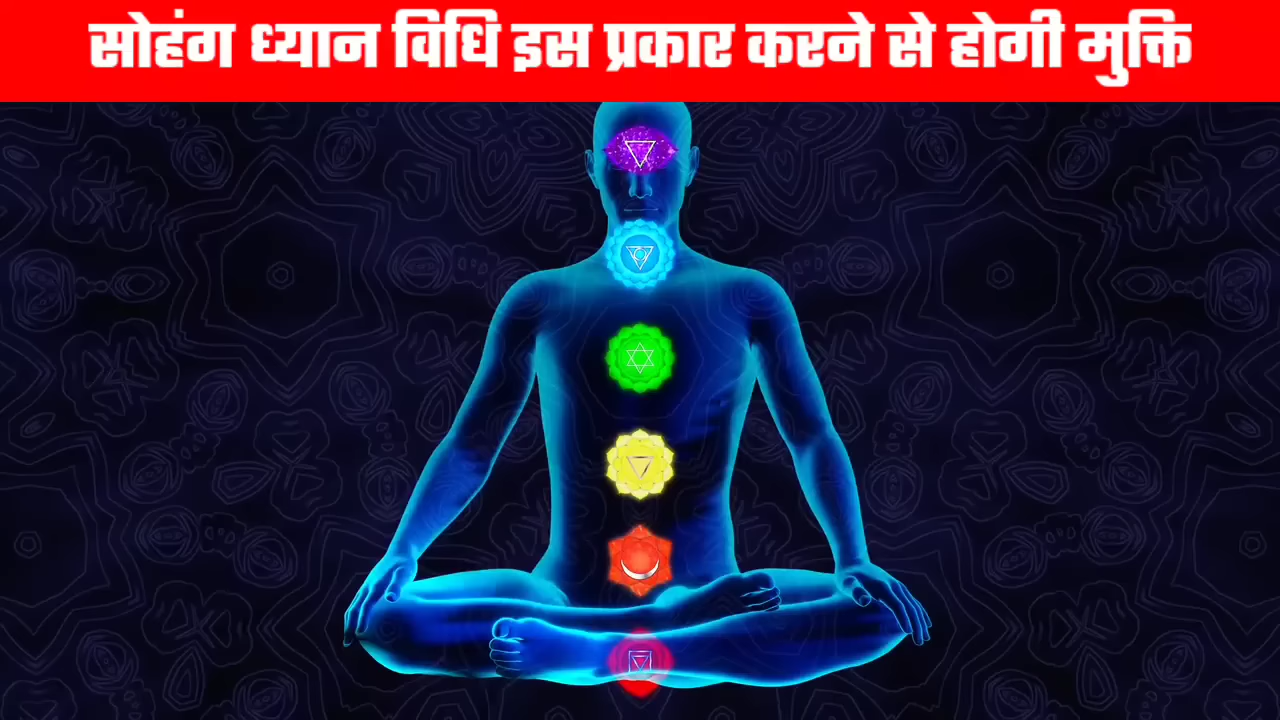 सोहंग ध्यान विधि इस प्रकार करने से होगी मुक्ति